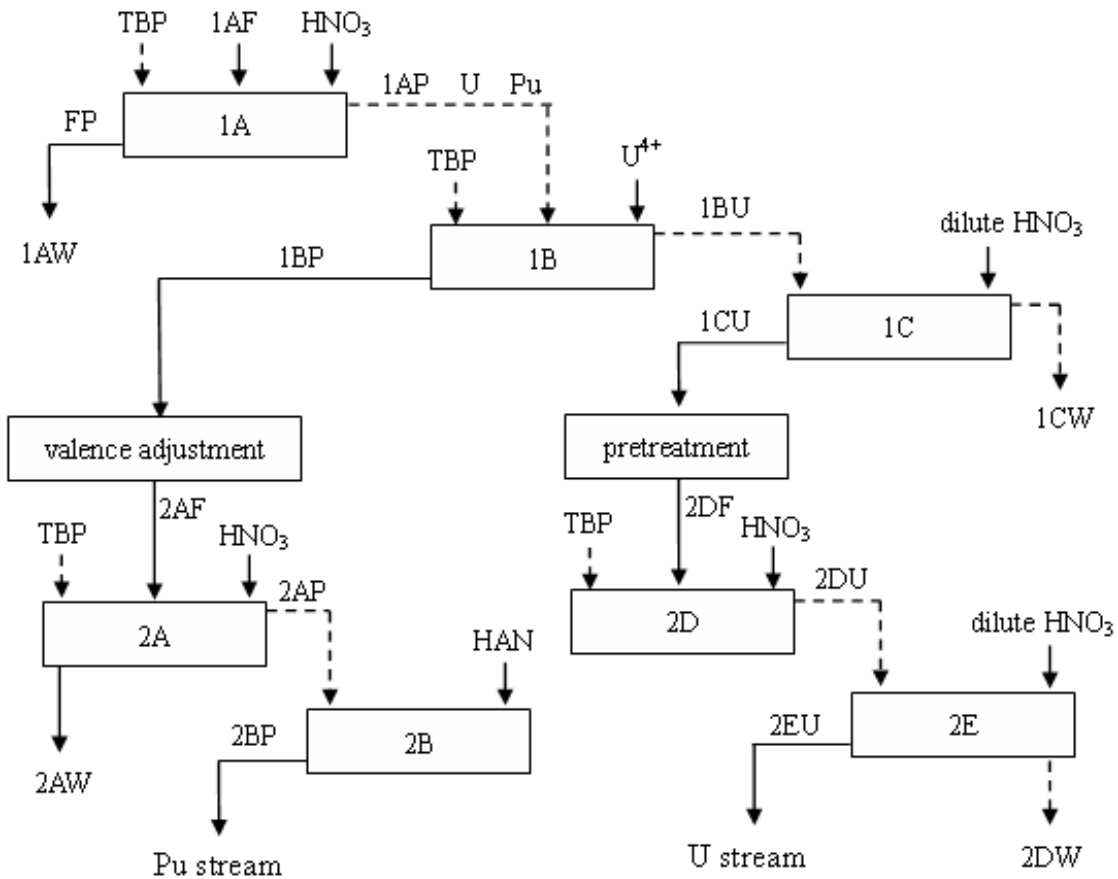 TBP 1AF HNO₃
1AP U Pu
FP
1A
1AW
TBP
U⁴⁺
1BU
dilute HNO₃
1BP
1B
1CU
1C
1CW
valence adjustment
pretreatment
2AF
2DF
TBP
HNO₃
TBP
HNO₃
2AP
2DU
2A
2D
HAN
dilute HNO₃
2AW
2BP
2B
2EU
2E
Pu stream
U stream
2DW